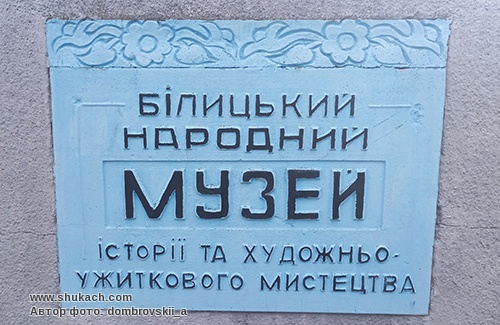 БІЛИЦЬКИЙ
НАРОДНИЙ
МУЗЕЙ
ІСТОРІЇ ТА ХУДОЖНЬО-
УЖИТКОВОГО МИСТЕЦТВА
www.shukach.com
Автор фото: dombrovskii_a